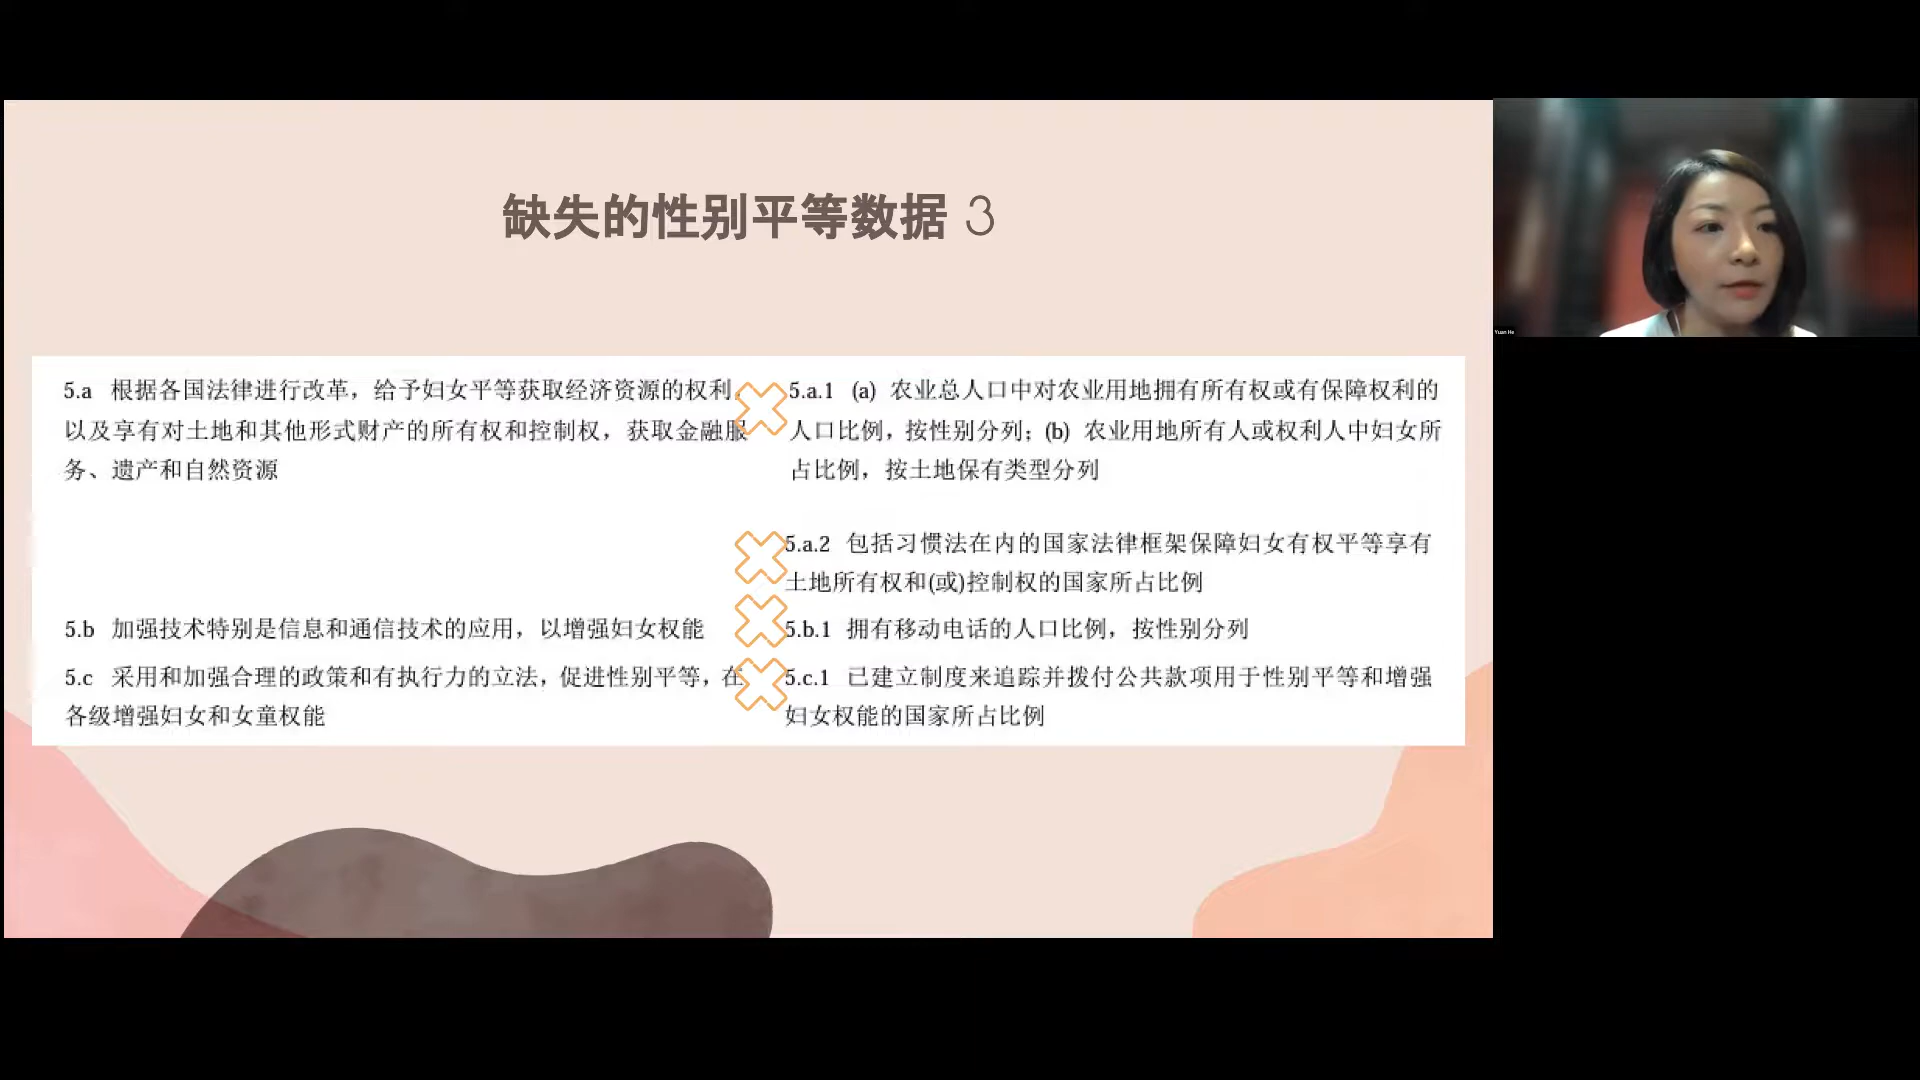 缺失的性别平等数据 3
5.a 根据各国法律进行改革，给予妇女平等获取经济资源的权利，
以及享有对土地和其他形式财产的所有权和控制权，获取金融服
务、遗产和自然资源
5.a.1 (a) 农业总人口中对农业用地拥有所有权或有保障权利的
人口比例，按性别分列；(b) 农业用地所有人或权利人中妇女所
占比例，按土地保有类型分列
5.a.2 包括习惯法在内的国家法律框架保障妇女有权平等享有
土地所有权和(或)控制权的国家所占比例
5.b 加强技术特别是信息和通信技术的应用，以增强妇女权能
5.b.1 拥有移动电话的人口比例，按性别分列
5.c 采用和加强合理的政策和有执行力的立法，促进性别平等，在
各级增强妇女和女童权能
5.c.1 已建立制度来追踪并拨付公共款项用于性别平等和增强
妇女权能的国家所占比例
Yuan He